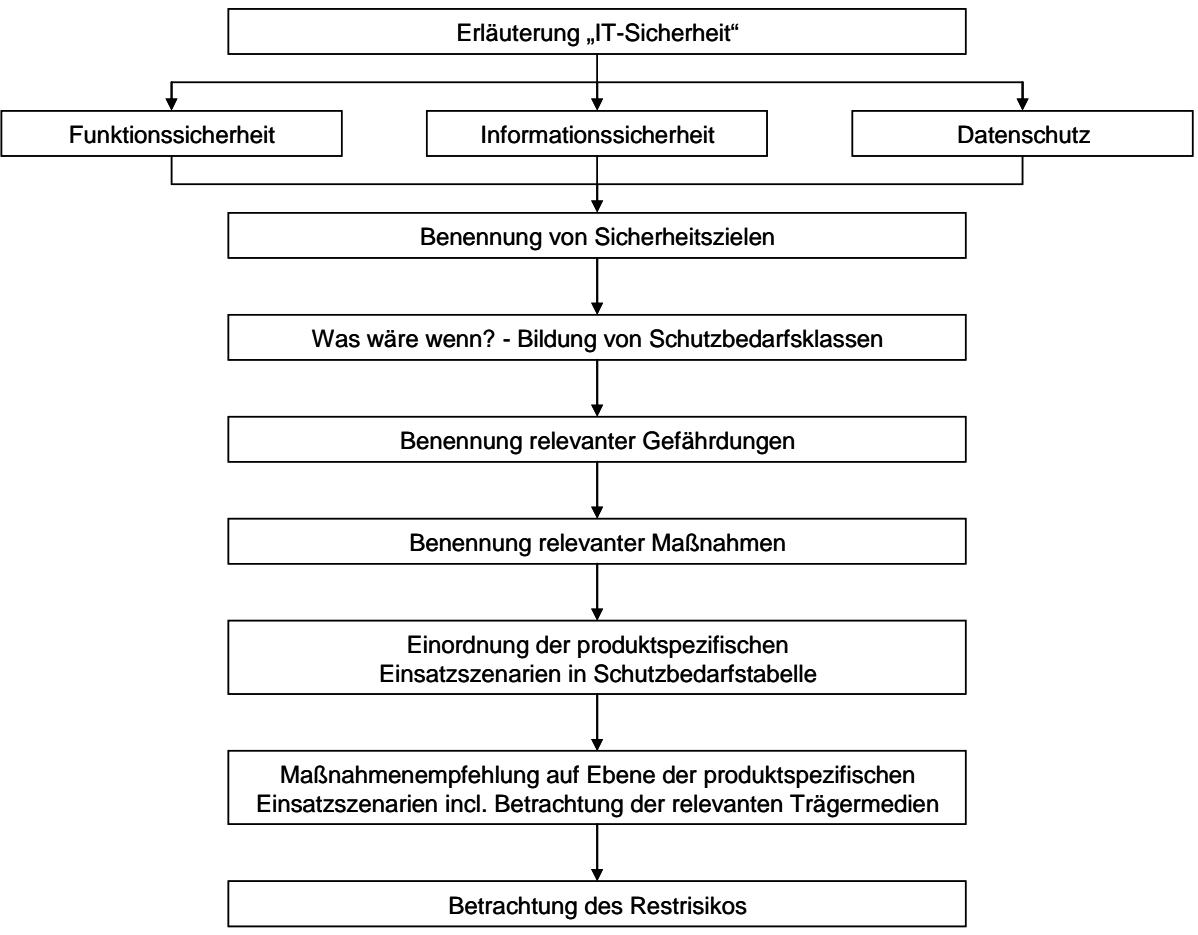 Erläuterung „IT-Sicherheit“
Funktionssicherheit
Informationssicherheit
Datenschutz
Benennung von Sicherheitszielen
Was wäre wenn? - Bildung von Schutzbedarfsklassen
Benennung relevanter Gefährdungen
Benennung relevanter Maßnahmen
Einordnung der produktspezifischen
Einsatzszenarien in Schutzbedarfstabelle
Maßnahmenempfehlung auf Ebene der produktspezifischen
Einsatzszenarien incl. Betrachtung der relevanten Trägermedien
Betrachtung des Restrisikos